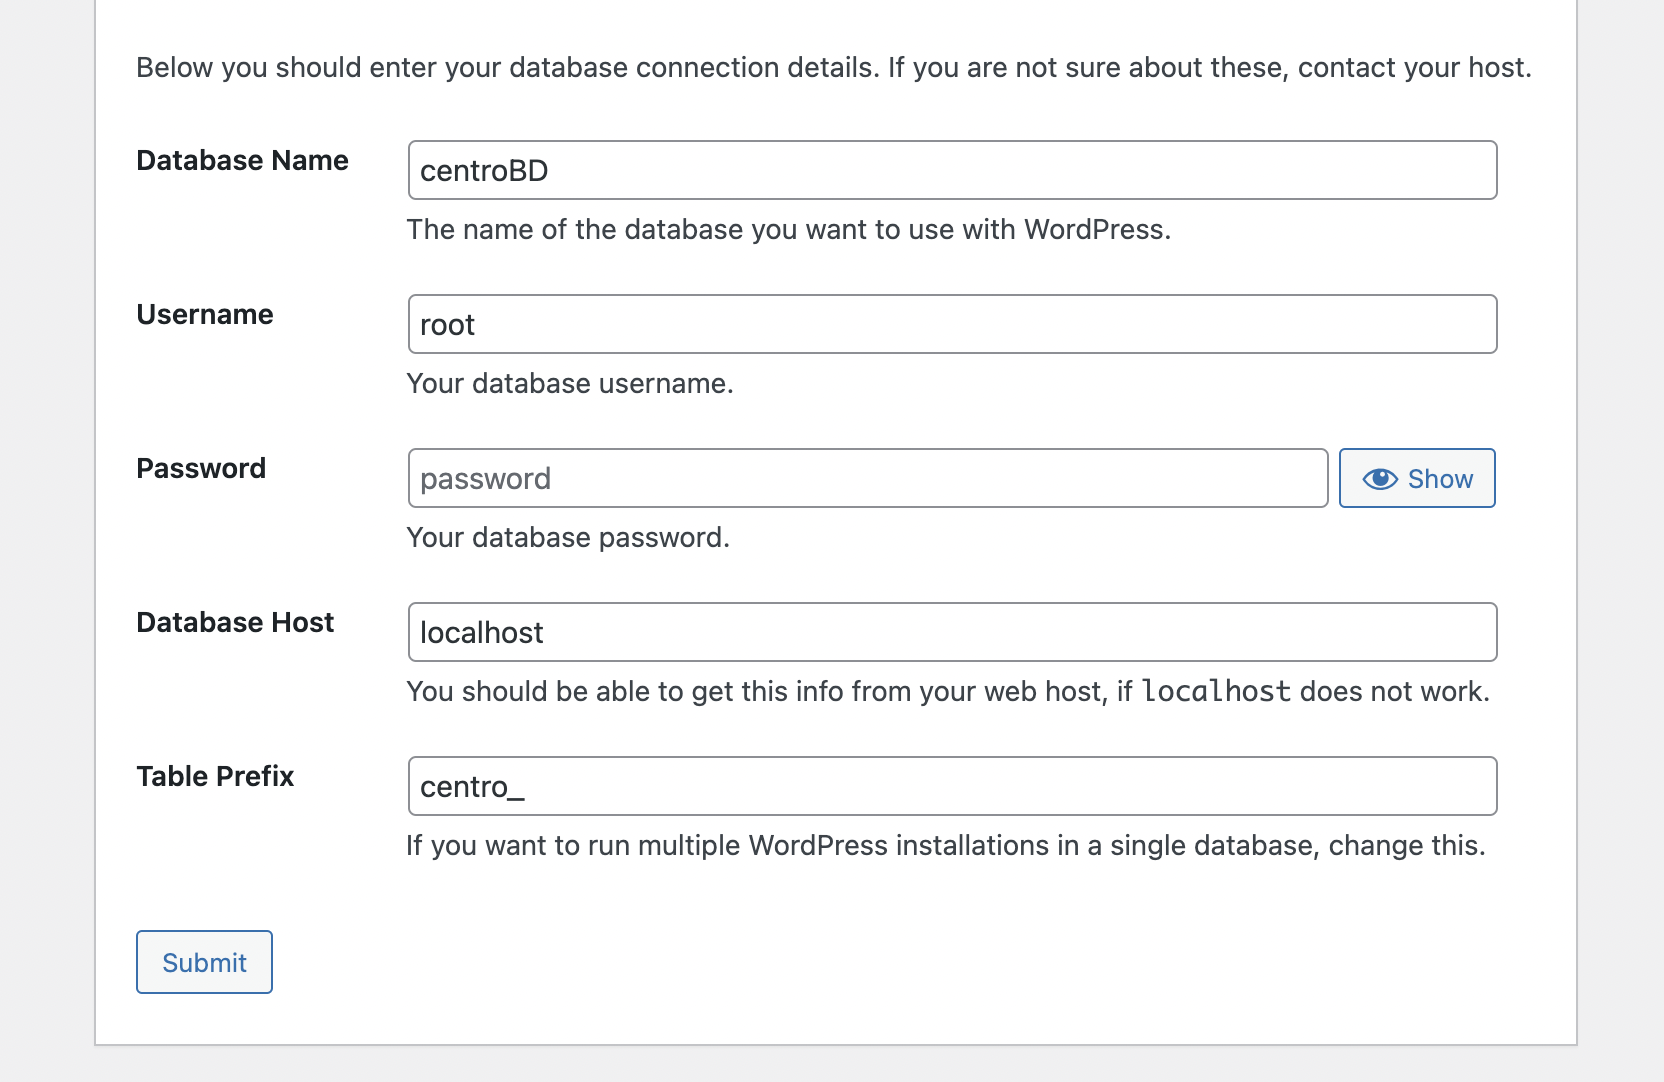 Below you should enter your database connection details. If you are not sure about these, contact your host.
Database Name
centroBD
The name of the database you want to use with WordPress.
Username
root
Your database username.
Password
password
Show
Your database password.
Database Host
localhost
You should be able to get this info from your web host, if localhost does not work.
Table Prefix
centro_
If you want to run multiple WordPress installations in a single database, change this.
Submit